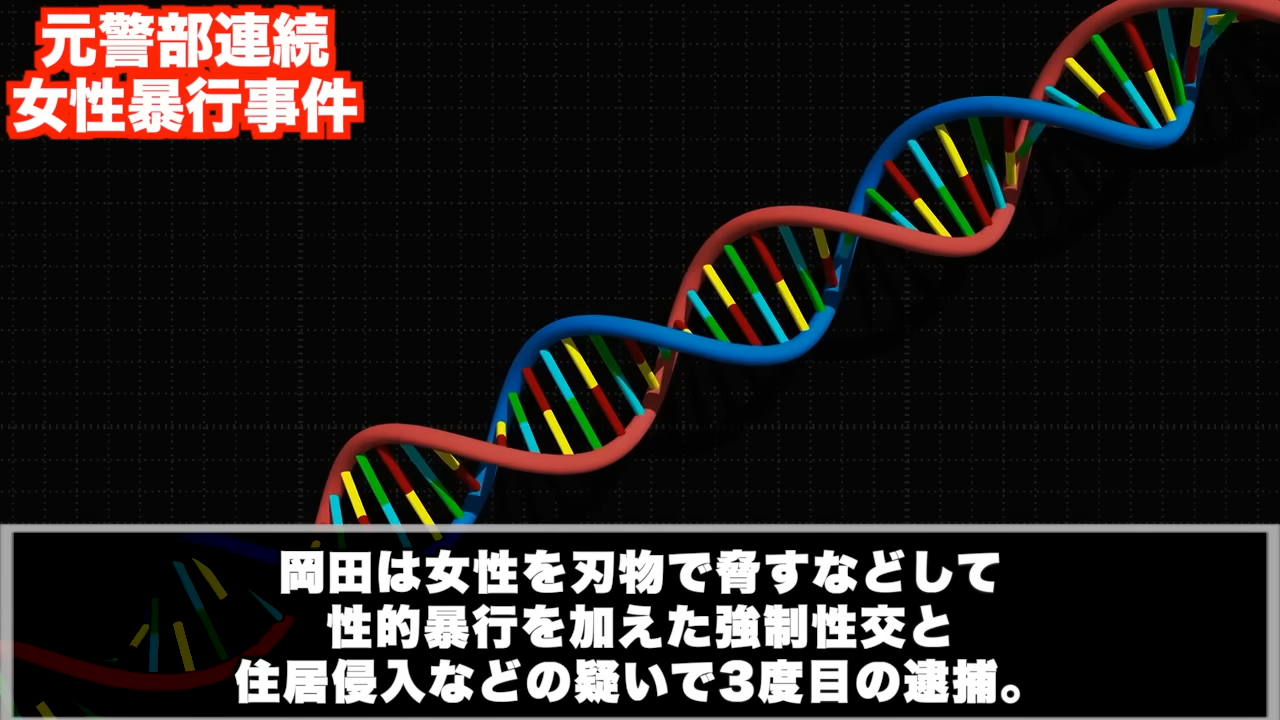 元警部連続
女性暴行事件
岡田は女性を刃物で脅すなどして
性的暴行を加えた強制性交と
住居侵入などの疑いで3度目の逮捕。